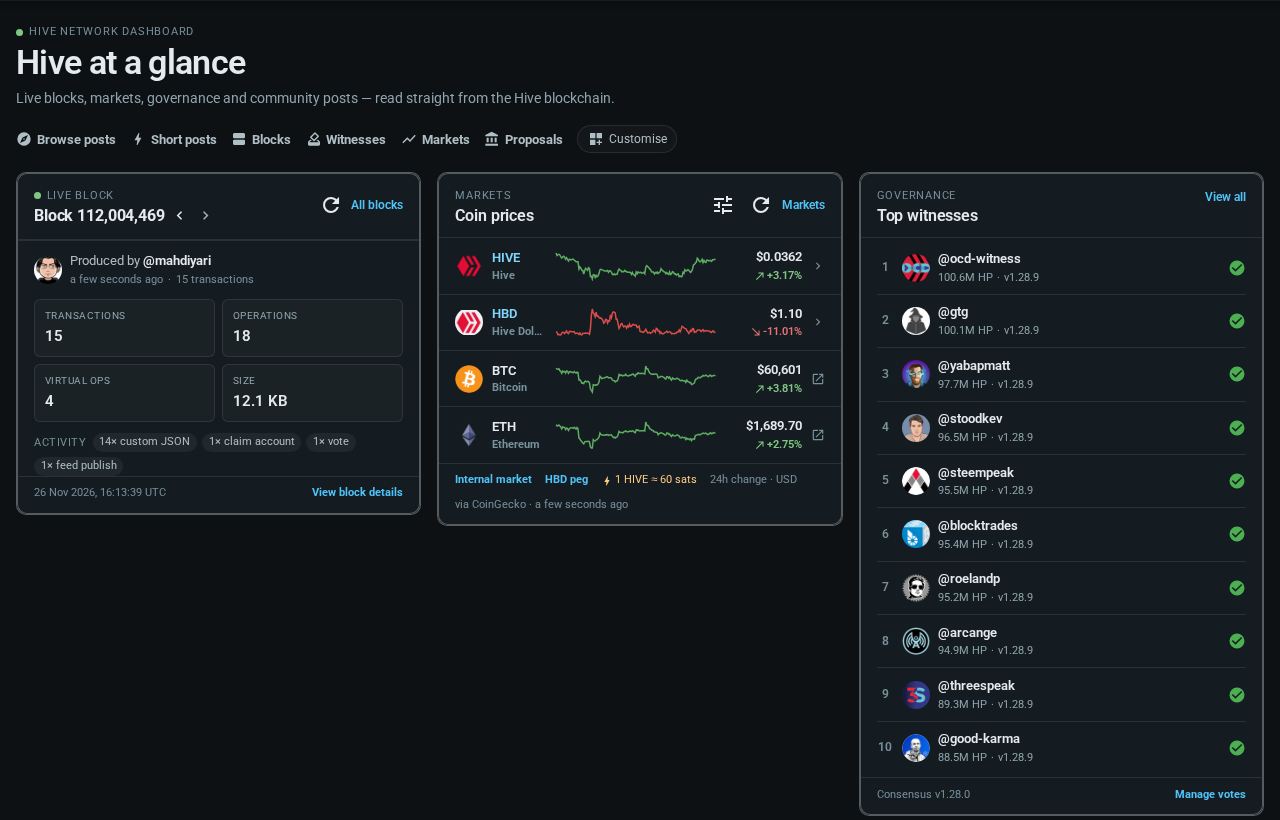 HIVE NETWORK DASHBOARD
Hive at a glance
Live blocks, markets, governance and community posts — read straight from the Hive blockchain.
Browse posts Short posts Blocks Witnesses Markets Proposals Customise
LIVE BLOCK
Block 112,004,469
All blocks
Produced by @mahdiyari
a few seconds ago · 15 transactions
TRANSACTIONS
15
OPERATIONS
18
VIRTUAL OPS
4
SIZE
12.1 KB
ACTIVITY 14× custom JSON 1× claim account 1× vote
1× feed publish
26 Nov 2026, 16:13:39 UTC View block details
MARKETS
Coin prices
Markets
HIVE $0.0362
Hive +3.17%
HBD $1.10
Hive Dol... -11.01%
BTC $60,601
Bitcoin +3.81%
ETH $1,689.70
Ethereum +2.75%
Internal market HBD peg 1 HIVE ≈ 60 sats 24h change · USD
via CoinGecko · a few seconds ago
GOVERNANCE
Top witnesses
View all
1 @ocd-witness
100.6M HP · v1.28.9
2 @gtg
100.1M HP · v1.28.9
3 @yabapmatt
97.7M HP · v1.28.9
4 @stoodkev
96.5M HP · v1.28.9
5 @steempeak
95.5M HP · v1.28.9
6 @blocktrades
95.4M HP · v1.28.9
7 @roelandp
95.2M HP · v1.28.9
8 @arcange
94.9M HP · v1.28.9
9 @threespeak
89.3M HP · v1.28.9
10 @good-karma
88.5M HP · v1.28.9
Consensus v1.28.0 Manage votes